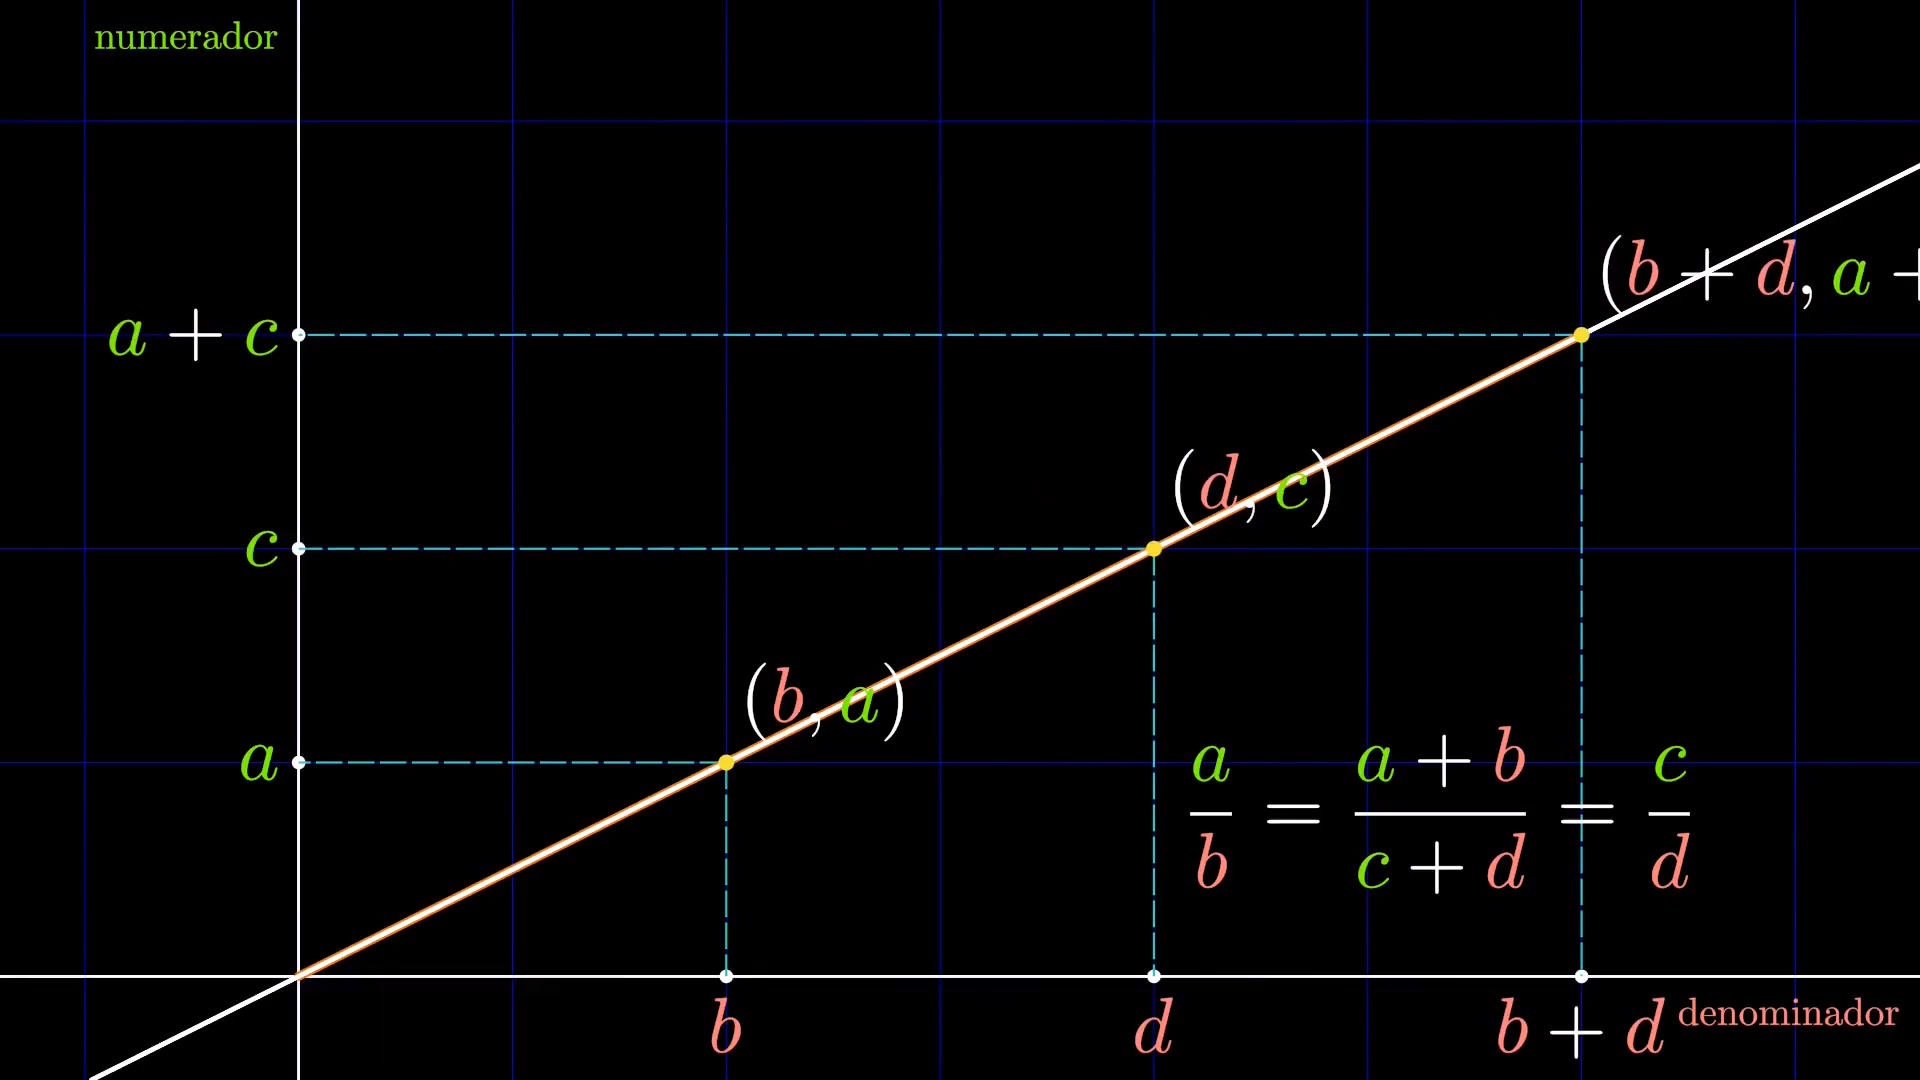 numerador
(b + d, a +
a + c
(d, c)
c
(b, a)
a
a/b = (a + b)/(c + d) = c/d
b
d
b + d
denominador